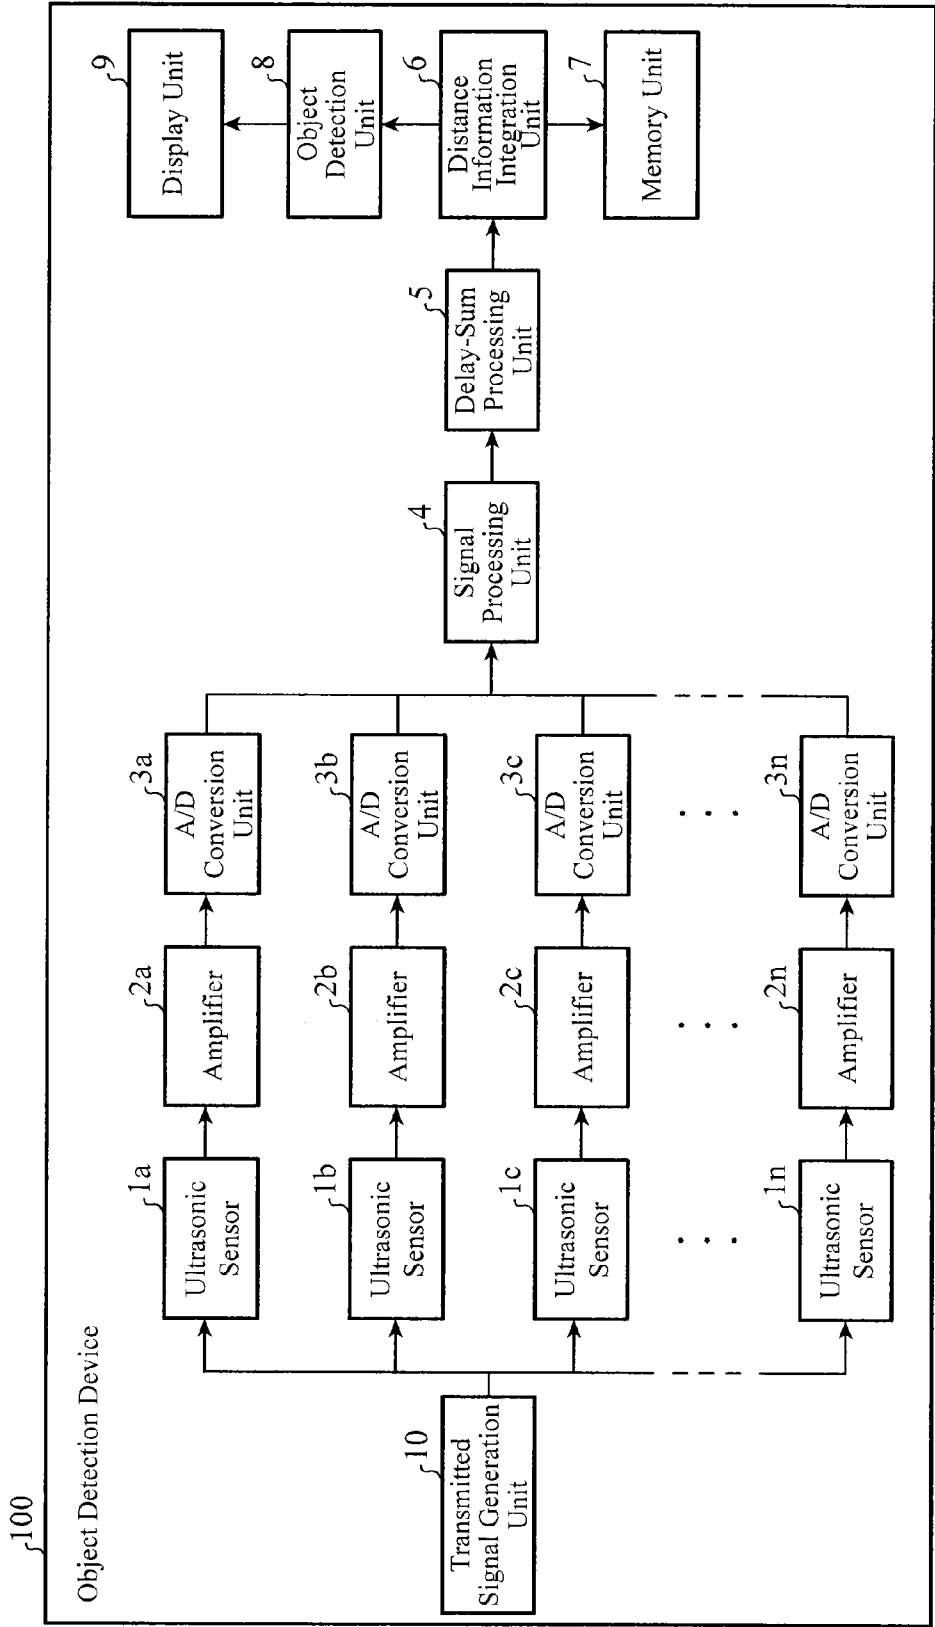 100
Object Detection Device
10
Transmitted
Signal Generation
Unit
1a
Ultrasonic
Sensor
2a
Amplifier
3a
A/D
Conversion
Unit
1b
Ultrasonic
Sensor
2b
Amplifier
3b
A/D
Conversion
Unit
1c
Ultrasonic
Sensor
2c
Amplifier
3c
A/D
Conversion
Unit
. . .
. . .
. . .
1n
Ultrasonic
Sensor
2n
Amplifier
3n
A/D
Conversion
Unit
4
Signal
Processing
Unit
5
Delay-Sum
Processing
Unit
9
Display Unit
8
Object
Detection
Unit
6
Distance
Information
Integration
Unit
7
Memory Unit